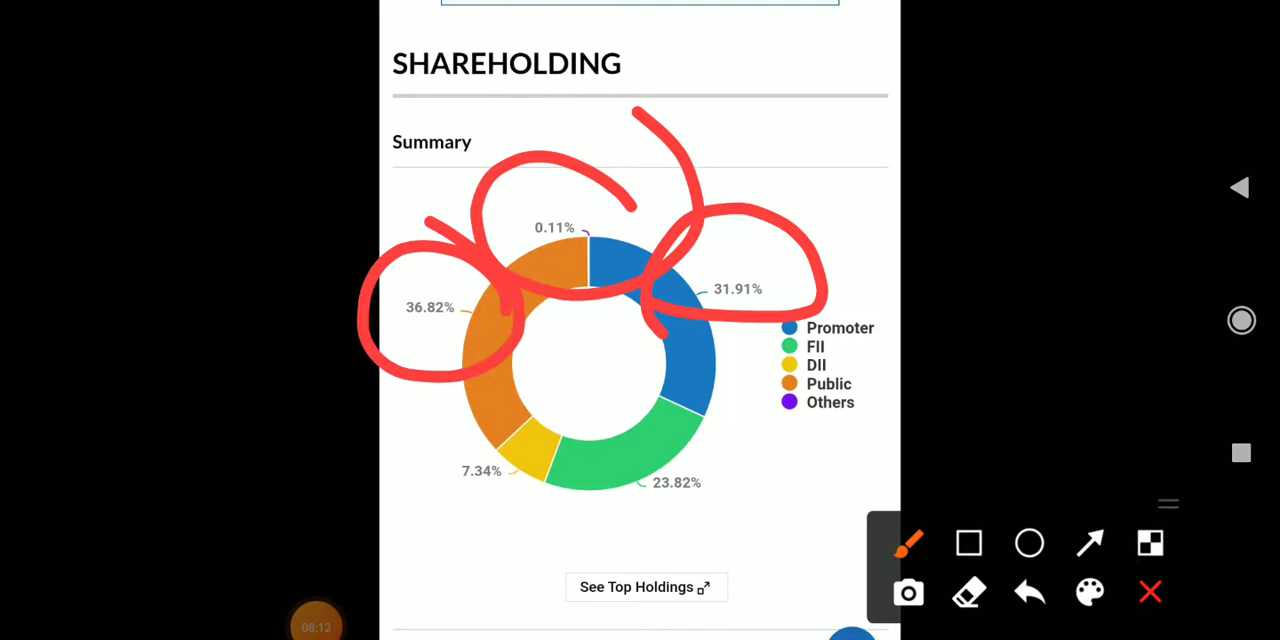 SHAREHOLDING
Summary
0.11%
31.91%
36.82%
Promoter
FII
DII
Public
Others
7.34%
23.82%
See Top Holdings
08:12